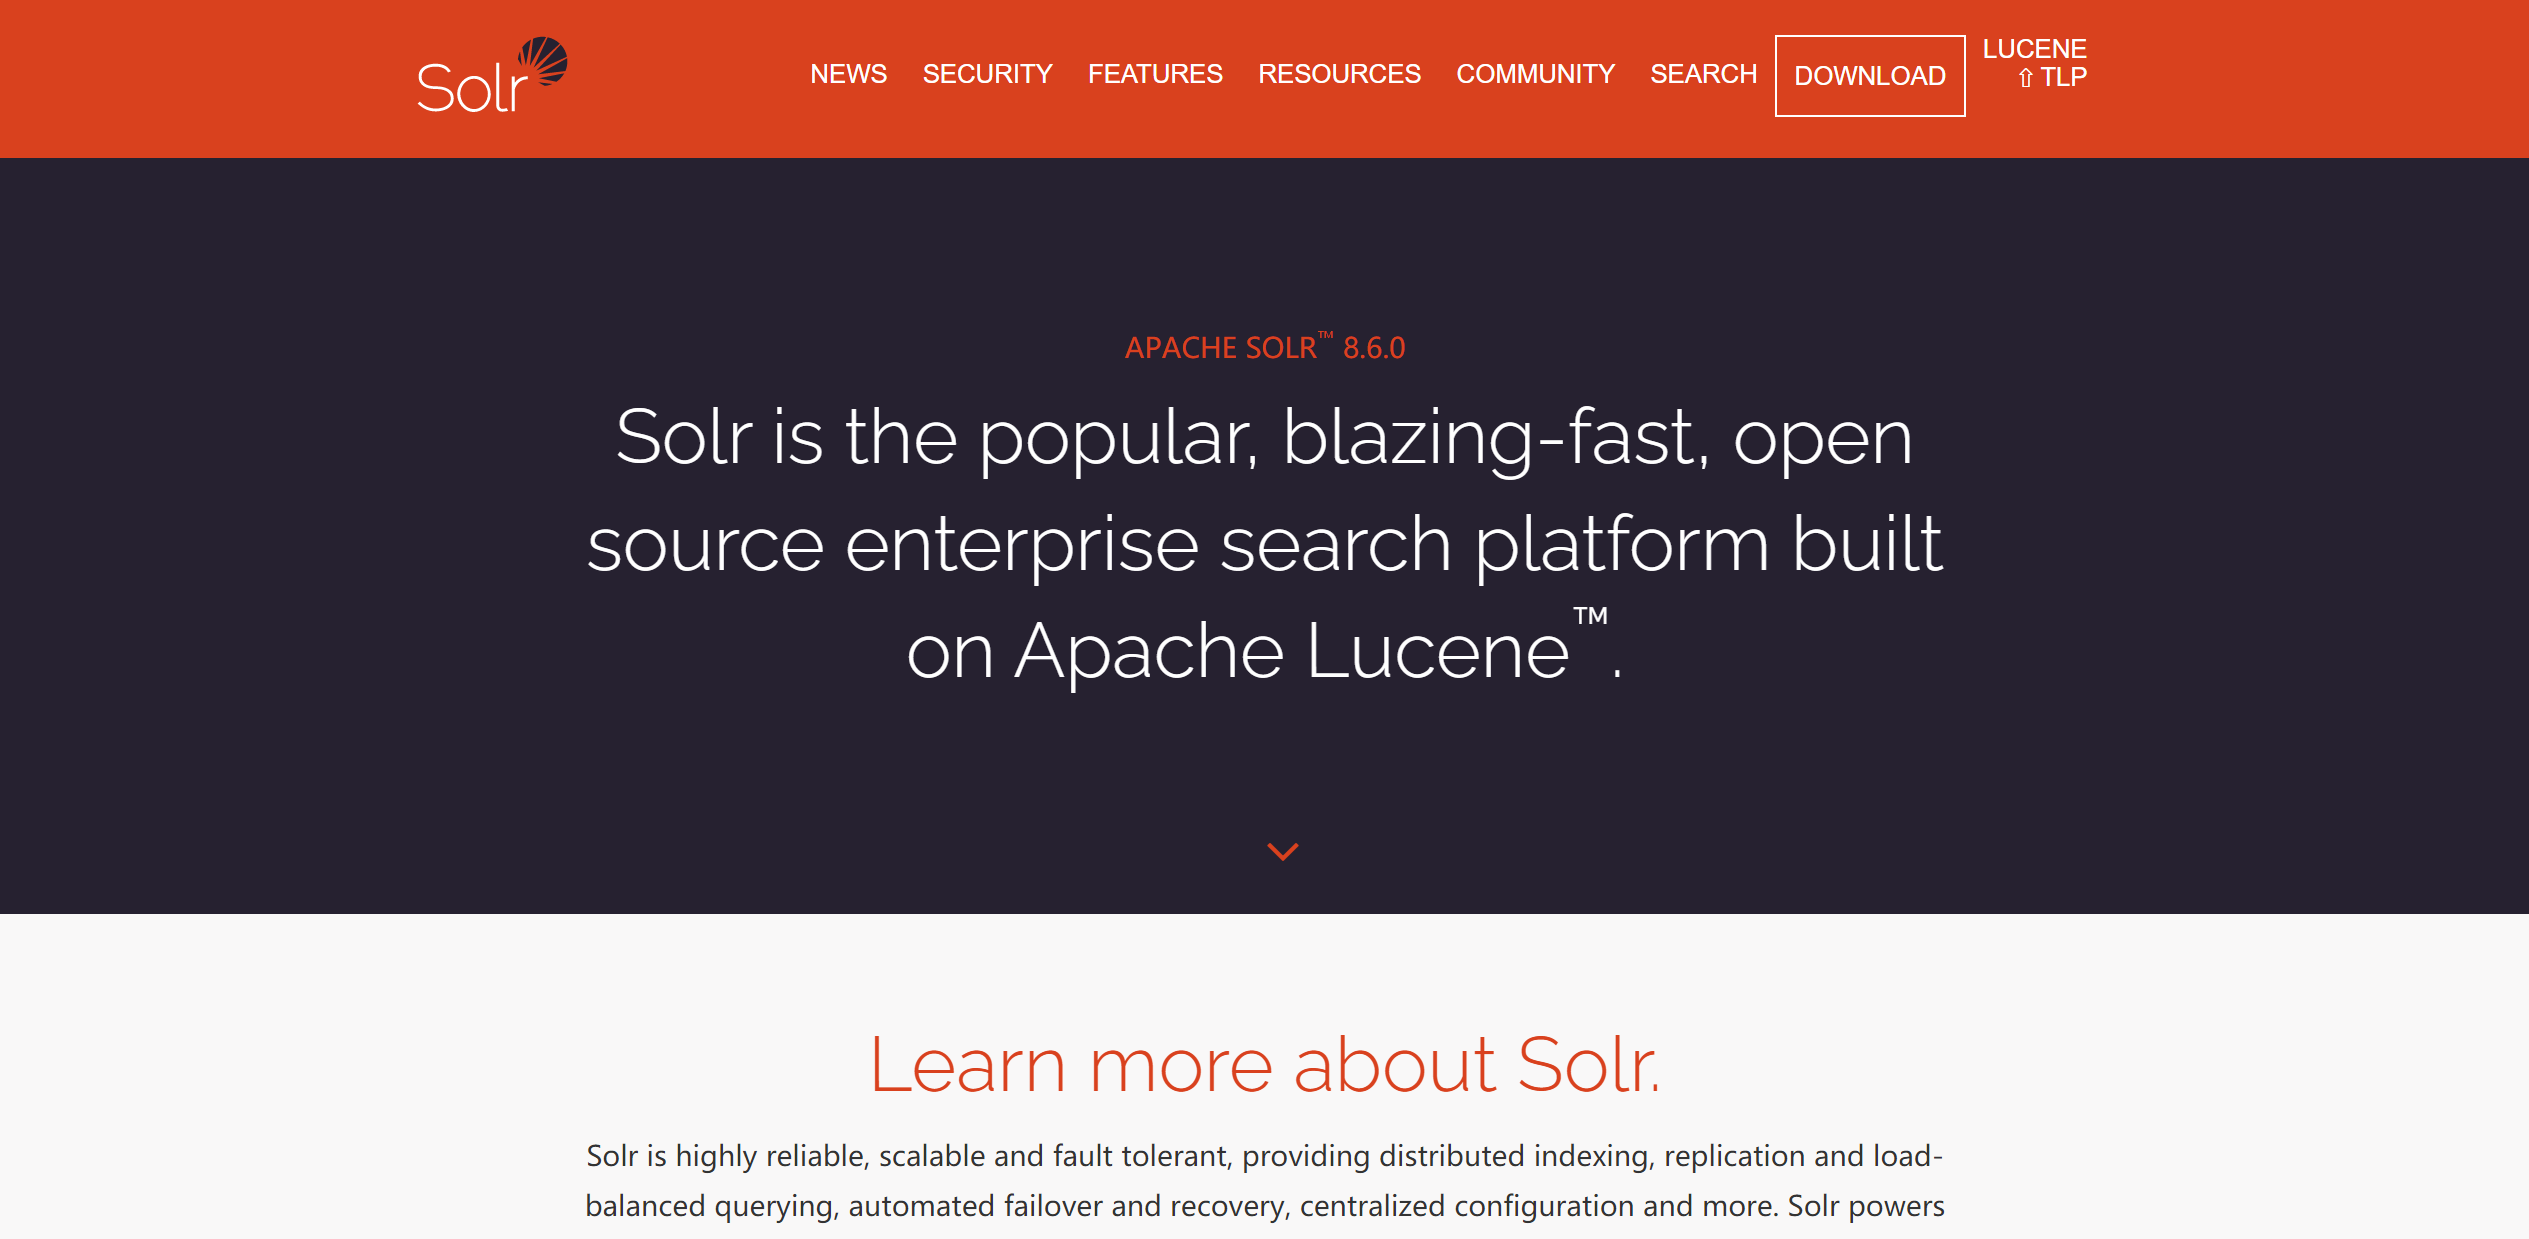 Solr
NEWS SECURITY FEATURES RESOURCES COMMUNITY SEARCH DOWNLOAD LUCENE
⇧ TLP
APACHE SOLR™ 8.6.0
Solr is the popular, blazing-fast, open
source enterprise search platform built
on Apache Lucene™.
Learn more about Solr.
Solr is highly reliable, scalable and fault tolerant, providing distributed indexing, replication and load-
balanced querying, automated failover and recovery, centralized configuration and more. Solr powers